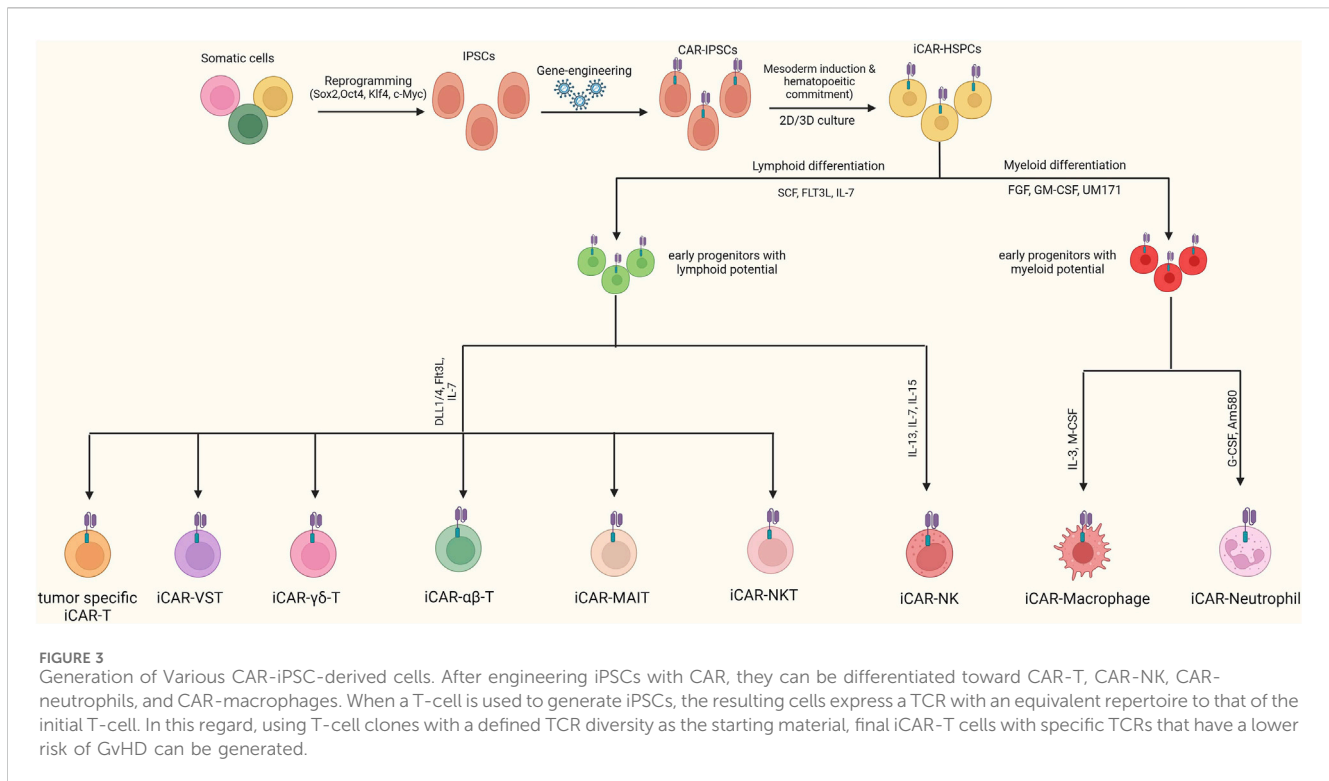 Somatic cells
Reprogramming
(Sox2,Oct4, Klf4, c-Myc)
IPSCs
Gene-engineering
CAR-IPSCs
Mesoderm induction &
hematopoeitic
commitment)
2D/3D culture
iCAR-HSPCs
Lymphoid differentiation
SCF, FLT3L, IL-7
Myeloid differentiation
FGF, GM-CSF, UM171
early progenitors with
lymphoid potential
early progenitors with
myeloid potential
DLL1/4, Flt3L,
IL-7
IL-13, IL-7, IL-15
IL-3, M-CSF
G-CSF, Am580
tumor specific
iCAR-T
iCAR-VST
iCAR-γδ-T
iCAR-αβ-T
iCAR-MAIT
iCAR-NKT
iCAR-NK
iCAR-Macrophage
iCAR-Neutrophil
FIGURE 3
Generation of Various CAR-iPSC-derived cells. After engineering iPSCs with CAR, they can be differentiated toward CAR-T, CAR-NK, CAR-
neutrophils, and CAR-macrophages. When a T-cell is used to generate iPSCs, the resulting cells express a TCR with an equivalent repertoire to that of the
initial T-cell. In this regard, using T-cell clones with a defined TCR diversity as the starting material, final iCAR-T cells with specific TCRs that have a lower
risk of GvHD can be generated.